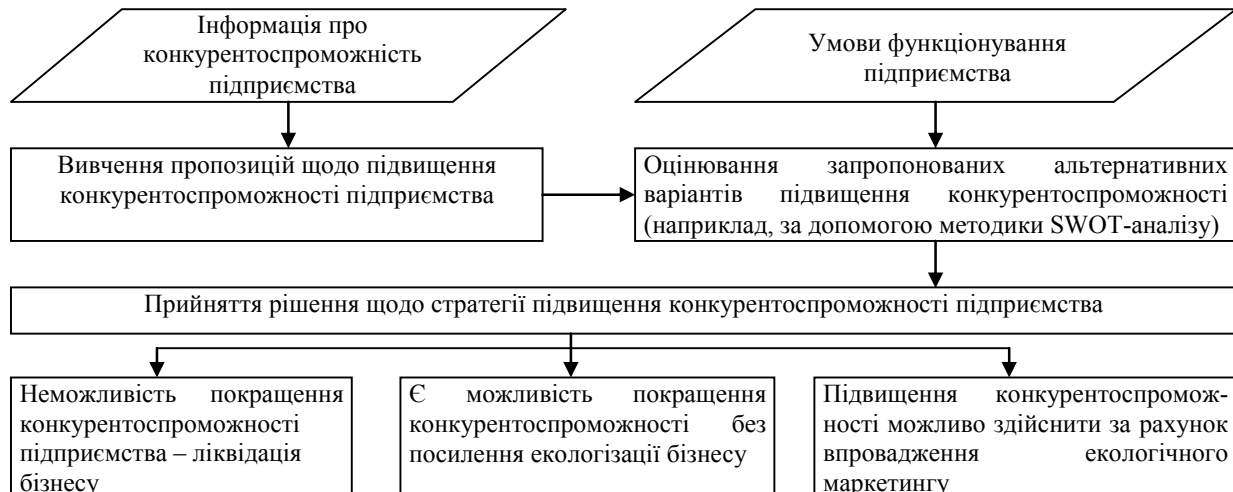 Інформація про
конкурентоспроможність
підприємства
Умови функціонування
підприємства
Вивчення пропозицій щодо підвищення
конкурентоспроможності підприємства
Оцінювання запропонованих альтернативних
варіантів підвищення конкурентоспроможності
(наприклад, за допомогою методики SWOT-аналізу)
Прийняття рішення щодо стратегії підвищення конкурентоспроможності підприємства
Неможливість покращення
конкурентоспроможності
підприємства – ліквідація
бізнесу
Є можливість покращення
конкурентоспроможності без
посилення екологізації бізнесу
Підвищення конкурентоспромож-
ності можливо здійснити за рахунок
впровадження екологічного
маркетингу